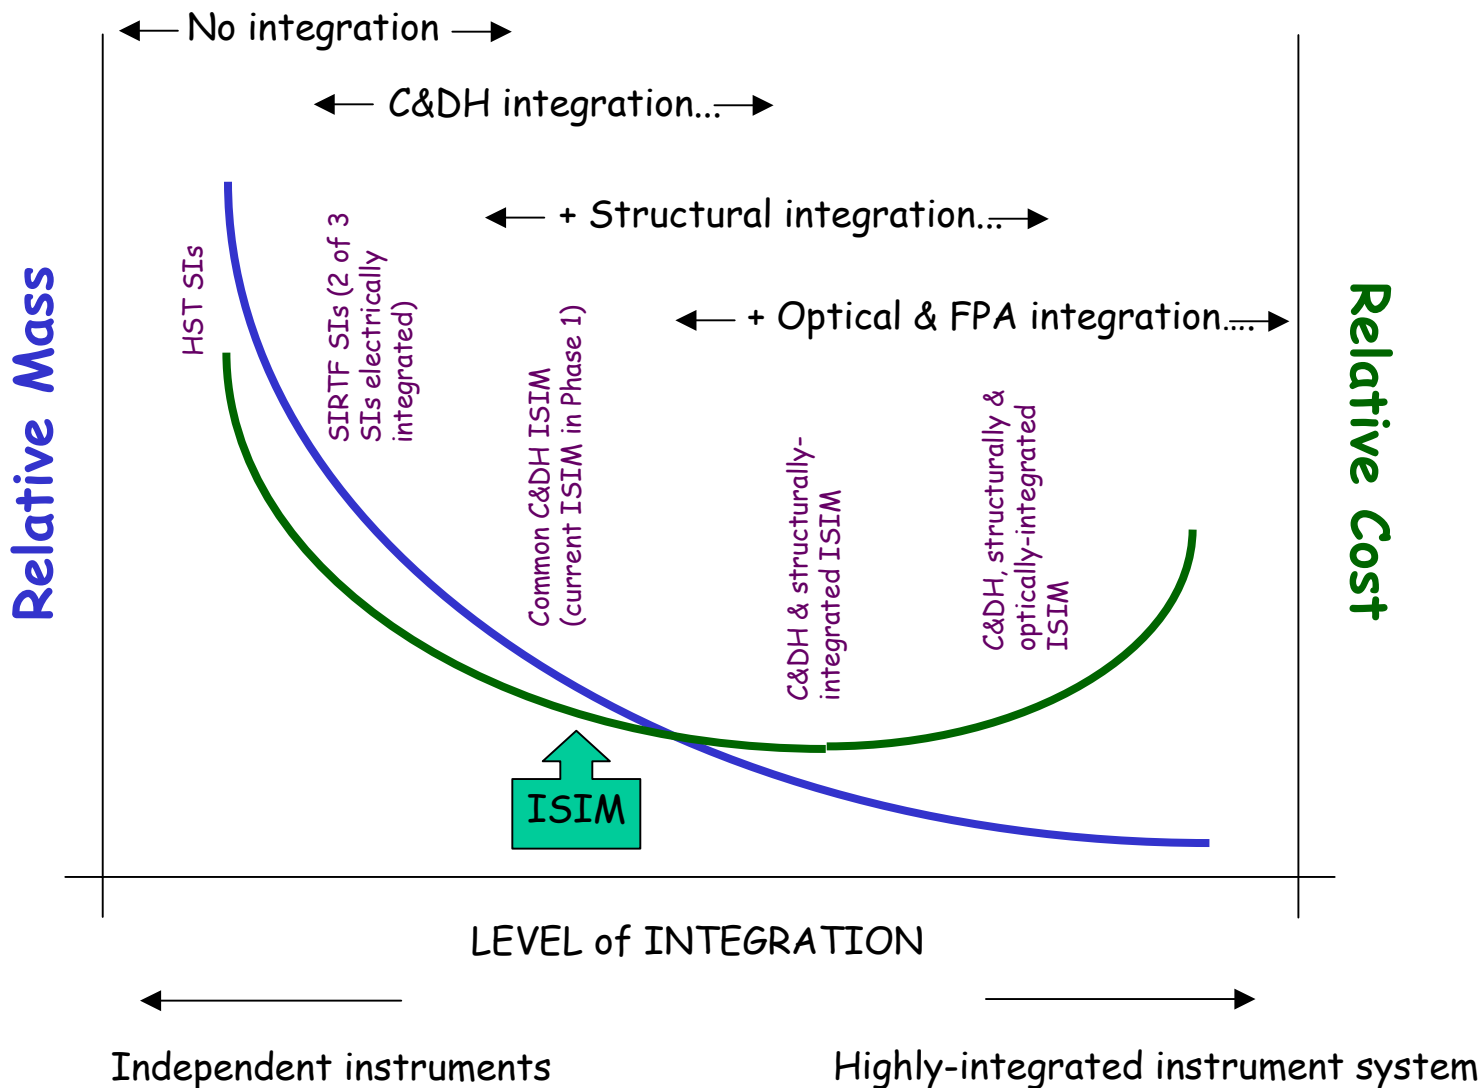 No integration
C&DH integration...
+ Structural integration...
+ Optical & FPA integration....
Relative Mass
HST SIs
SIRTF SIs (2 of 3
SIs electrically
integrated)
Common C&DH ISIM
(current ISIM in Phase 1)
C&DH & structurally-
integrated ISIM
C&DH, structurally &
optically-integrated
ISIM
Relative Cost
ISIM
LEVEL of INTEGRATION
Independent instruments
Highly-integrated instrument system